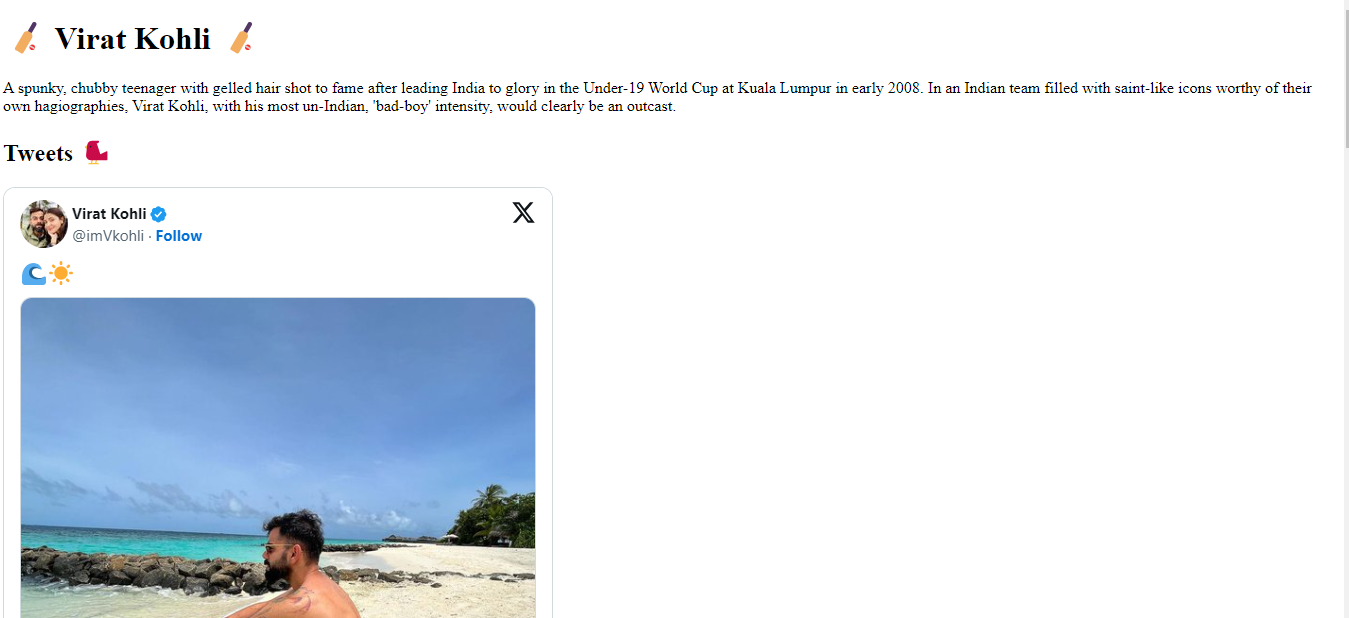 Virat Kohli
A spunky, chubby teenager with gelled hair shot to fame after leading India to glory in the Under-19 World Cup at Kuala Lumpur in early 2008. In an Indian team filled with saint-like icons worthy of their
own hagiographies, Virat Kohli, with his most un-Indian, 'bad-boy' intensity, would clearly be an outcast.
Tweets
Virat Kohli
@imVkohli · Follow